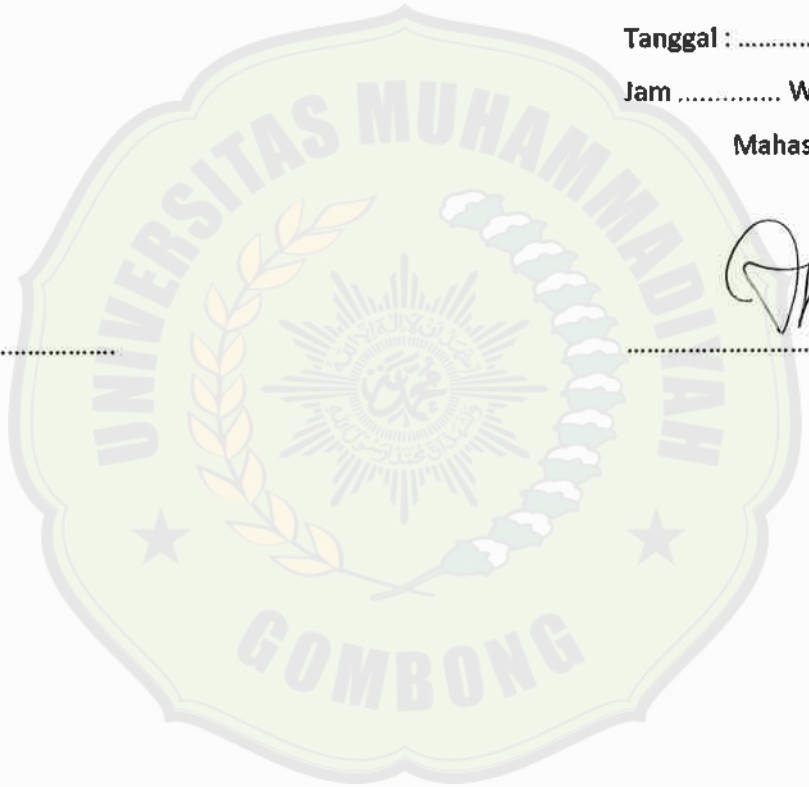 Tanggal : ..............
Jam ............. W
Mahas
UNIVERSITAS MUHAMMADIYAH
GOMBONG